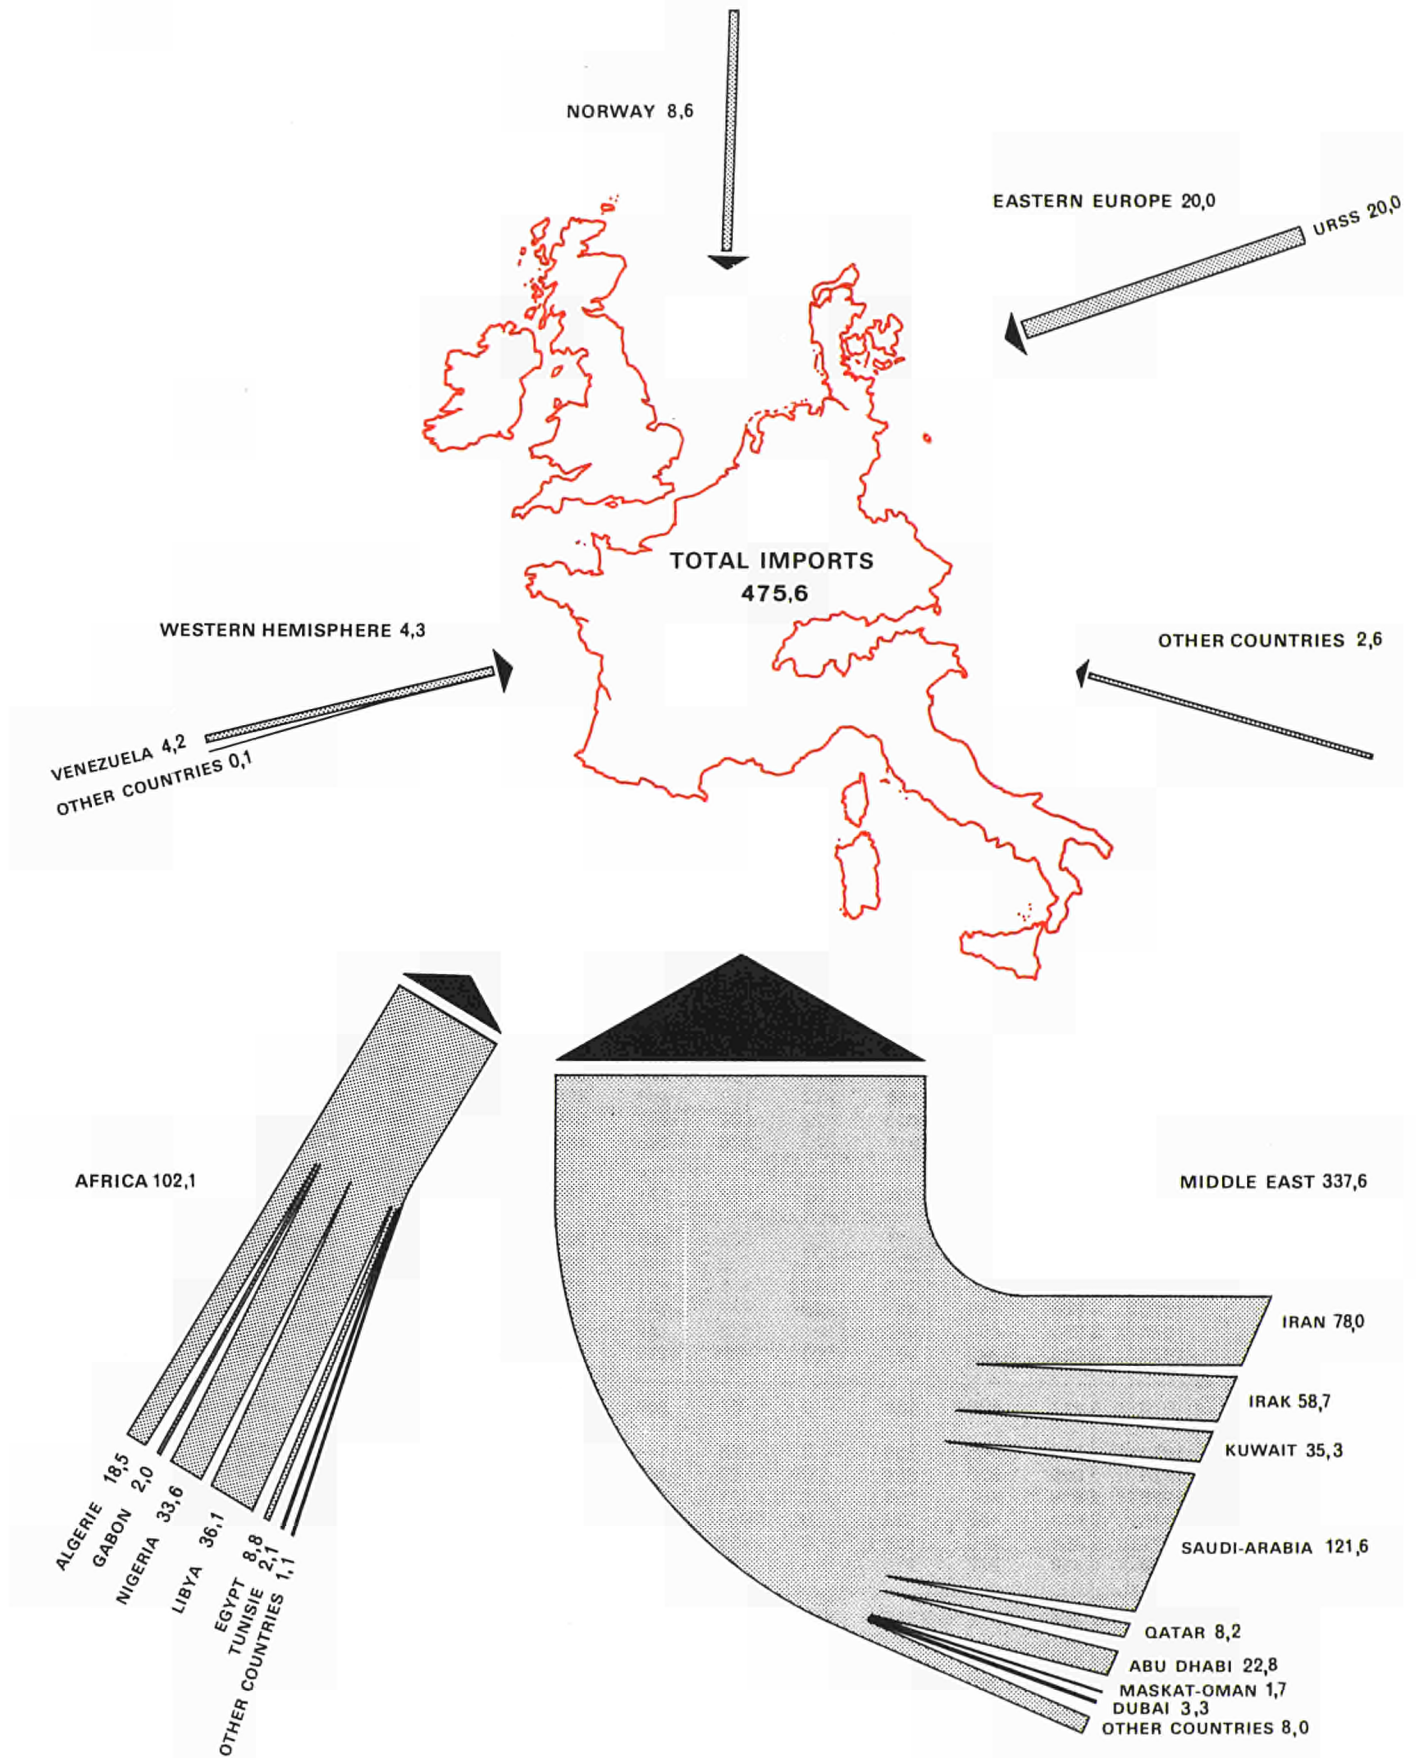 NORWAY 8,6
EASTERN EUROPE 20,0
URSS 20,0
TOTAL IMPORTS
475,6
WESTERN HEMISPHERE 4,3
OTHER COUNTRIES 2,6
VENEZUELA 4,2
OTHER COUNTRIES 0,1
AFRICA 102,1
MIDDLE EAST 337,6
IRAN 78,0
IRAK 58,7
KUWAIT 35,3
SAUDI-ARABIA 121,6
QATAR 8,2
ABU DHABI 22,8
MASKAT-OMAN 1,7
DUBAI 3,3
OTHER COUNTRIES 8,0
ALGERIE 18,5
GABON 2,0
NIGERIA 33,6
LIBYA 36,1
EGYPT 8,8
TUNISIE 2,1
OTHER COUNTRIES 1,1